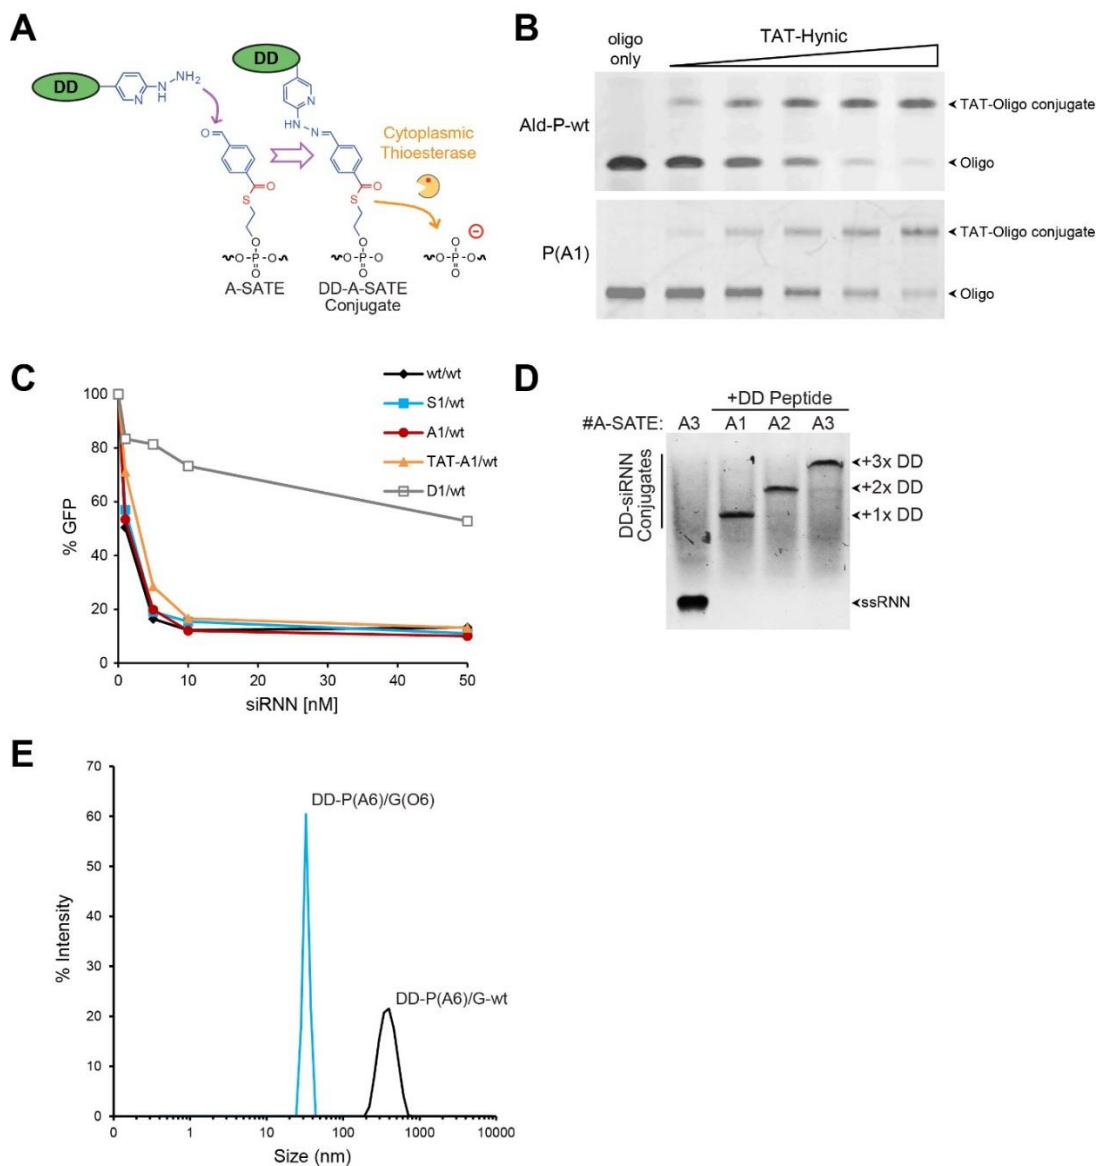 A
DD
NH₂
N
N
H
O
O
S
O
O-P-O
O
A-SATE
DD
N
HN
N
O
S
O
O-P-O
O
DD-A-SATE
Conjugate
Cytoplasmic
Thioesterase
O
O-P-O
O
B
oligo
only
TAT-Hynic
Ald-P-wt
TAT-Oligo conjugate
Oligo
P(A1)
TAT-Oligo conjugate
Oligo
C
100
80
60
40
20
0
% GFP
0
10
20
30
40
50
siRNN [nM]
wt/wt
S1/wt
A1/wt
TAT-A1/wt
D1/wt
D
+DD Peptide
#A-SATE: A3 A1 A2 A3
DD-siRNN
Conjugates
+3x DD
+2x DD
+1x DD
ssRNN
E
70
60
50
40
30
20
10
0
% Intensity
DD-P(A6)/G(O6)
DD-P(A6)/G-wt
0 1 10 100 1000 10000
Size (nm)